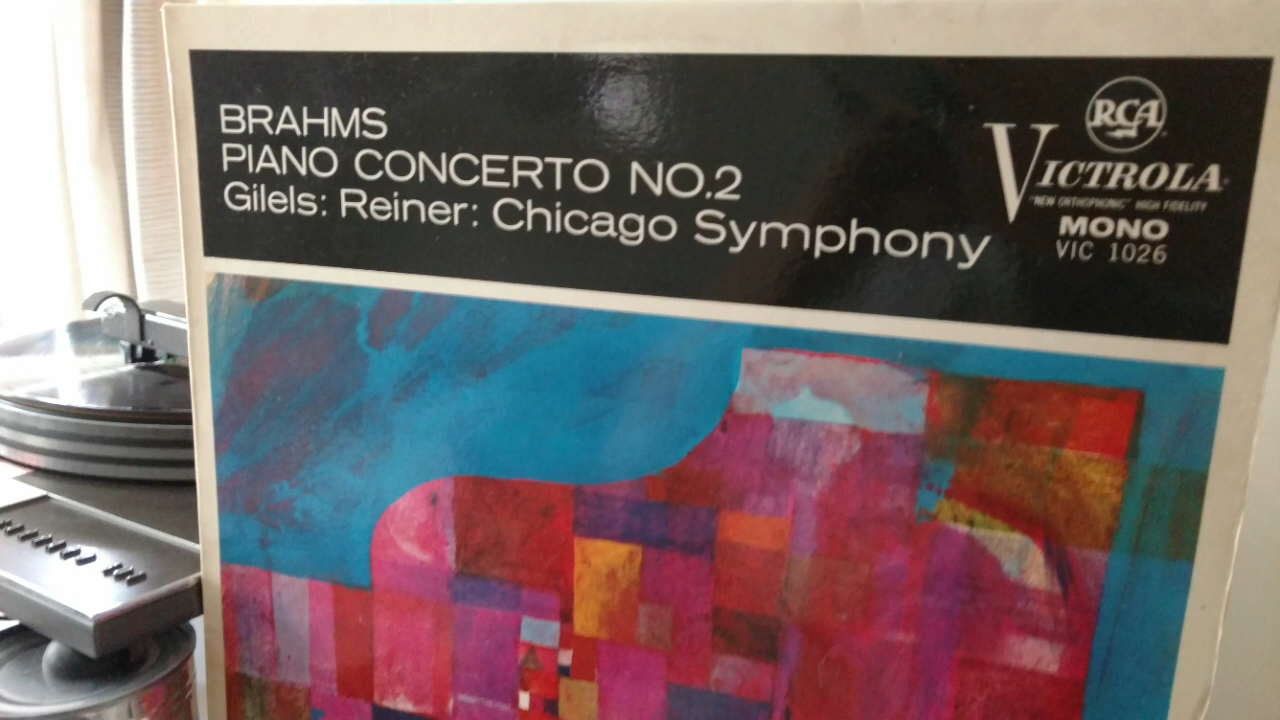 BRAHMS
PIANO CONCERTO NO.2
Gilels: Reiner: Chicago Symphony
RCA
VICTROLA
"NEW ORTHOPHONIC" HIGH FIDELITY
MONO
VIC 1026